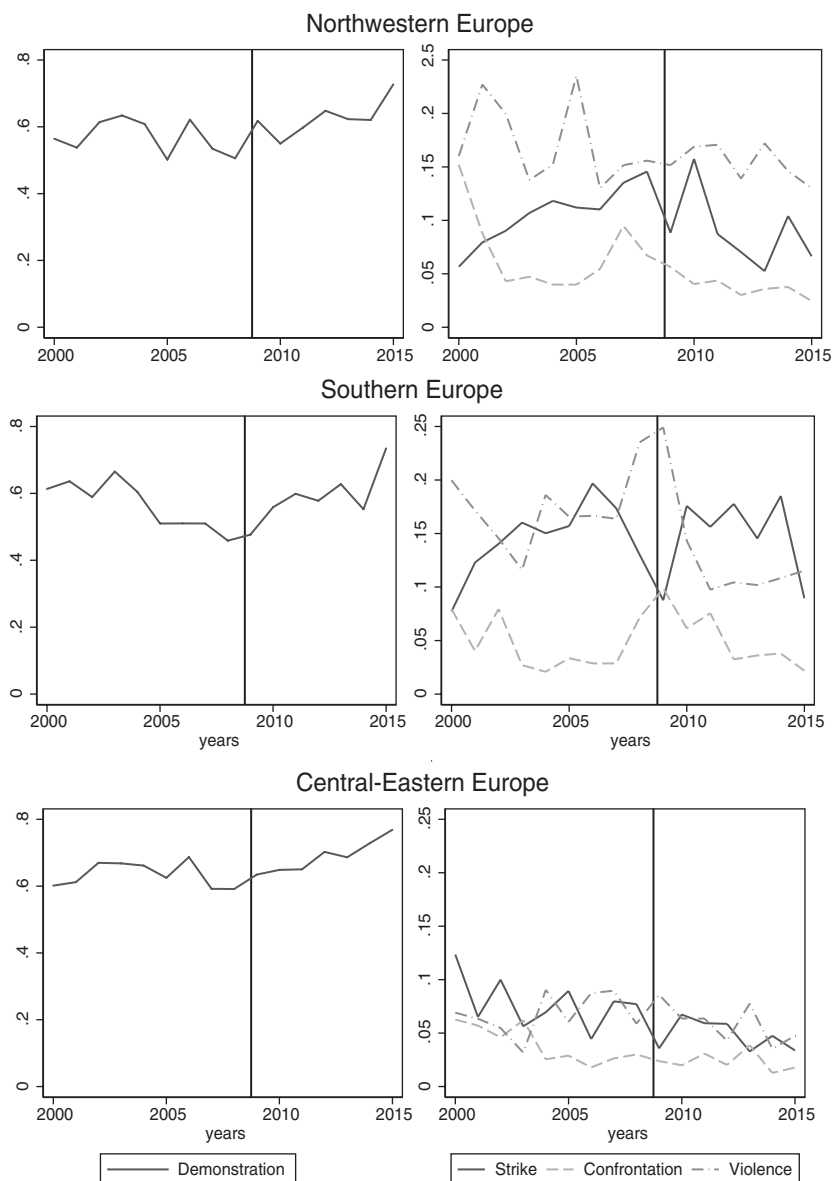 Northwestern Europe
.8
.6
.4
.2
0
2000 2005 2010 2015
2.5
.2
.15
.1
.05
0
2000 2005 2010 2015
Southern Europe
.8
.6
.4
.2
0
2000 2005 2010 2015
years
.25
.2
.15
.1
.05
0
2000 2005 2010 2015
years
Central-Eastern Europe
.8
.6
.4
.2
0
2000 2005 2010 2015
years
.25
.2
.15
.1
.05
0
2000 2005 2010 2015
years
Demonstration
Strike Confrontation Violence